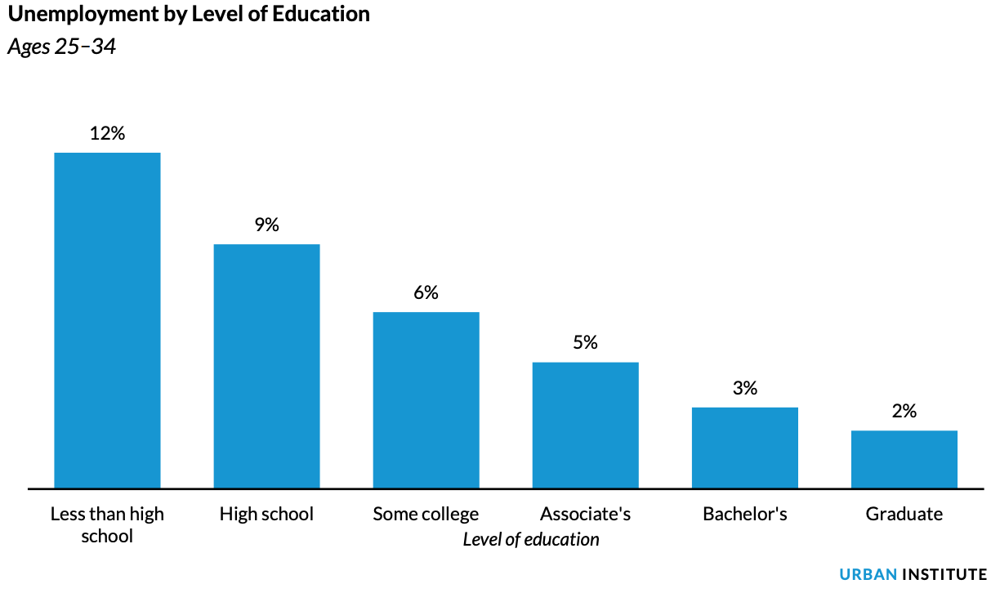 Unemployment by Level of Education
Ages 25–34
12%
9%
6%
5%
3%
2%
Less than high
school
High school
Some college
Associate's
Bachelor's
Graduate
Level of education
URBAN INSTITUTE